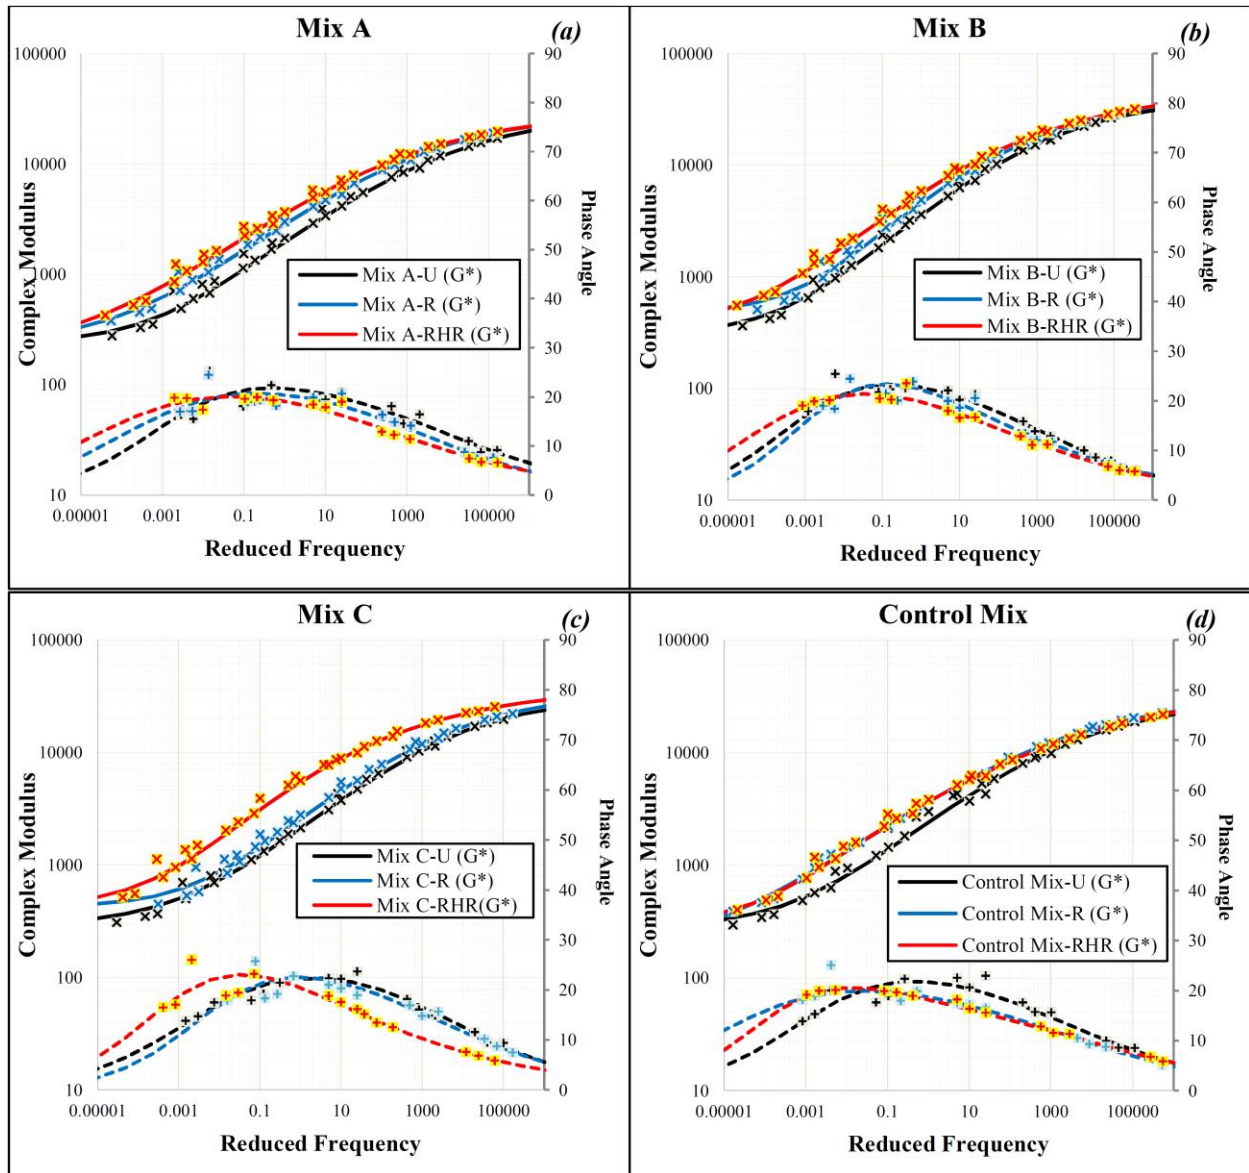 Mix A
(a)
100000
10000
1000
100
10
Complex Modulus
90
80
70
60
50
40
30
20
10
0
Phase Angle
Mix A-U (G*)
Mix A-R (G*)
Mix A-RHR (G*)
0.00001 0.001 0.1 10 1000 100000
Reduced Frequency
Mix B
(b)
100000
10000
1000
100
10
Complex Modulus
90
80
70
60
50
40
30
20
10
0
Phase Angle
Mix B-U (G*)
Mix B-R (G*)
Mix B-RHR (G*)
0.00001 0.001 0.1 10 1000 100000
Reduced Frequency
Mix C
(c)
100000
10000
1000
100
10
Complex Modulus
90
80
70
60
50
40
30
20
10
0
Phase Angle
Mix C-U (G*)
Mix C-R (G*)
Mix C-RHR(G*)
0.00001 0.001 0.1 10 1000 100000
Reduced Frequency
Control Mix
(d)
100000
10000
1000
100
10
Complex Modulus
90
80
70
60
50
40
30
20
10
0
Phase Angle
Control Mix-U (G*)
Control Mix-R (G*)
Control Mix-RHR (G*)
0.00001 0.001 0.1 10 1000 100000
Reduced Frequency